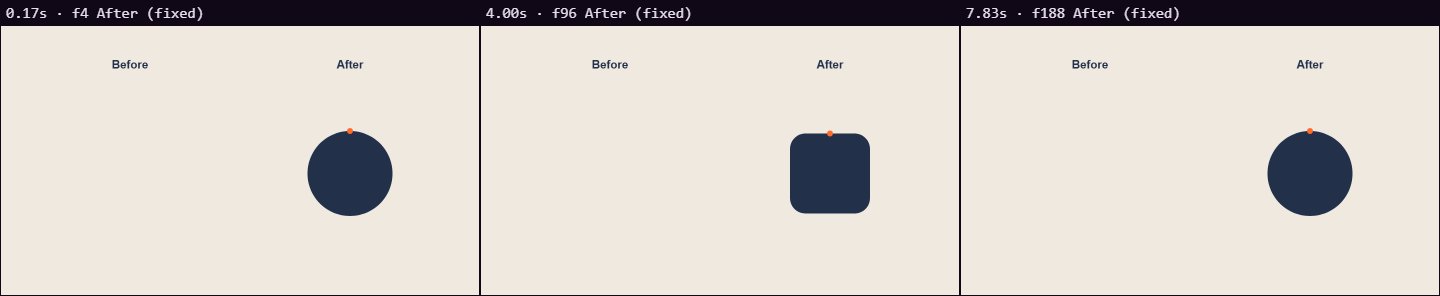 0.17s · f4 After (fixed)
Before
After
4.00s · f96 After (fixed)
Before
After
7.83s · f188 After (fixed)
Before
After